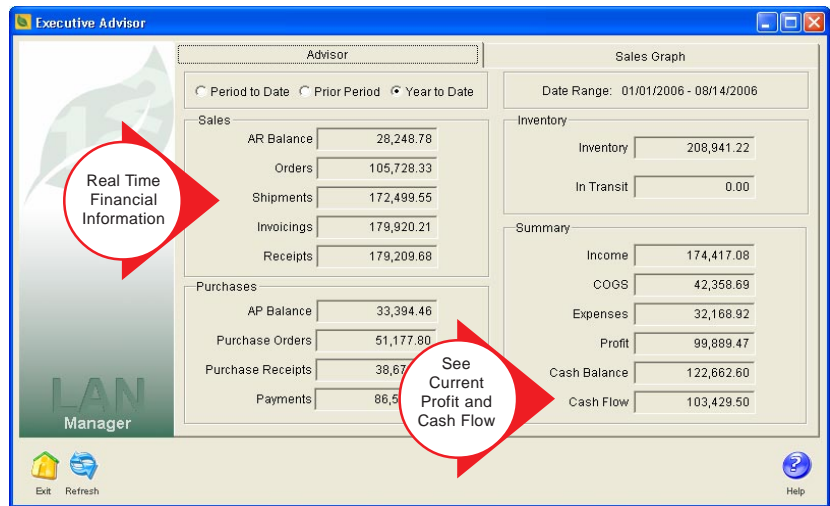 Executive Advisor
Advisor
Sales Graph
Period to Date Prior Period Year to Date
Date Range: 01/01/2006 - 08/14/2006
Sales
AR Balance 28,248.78
Orders 105,728.33
Shipments 172,499.55
Invoicings 179,920.21
Receipts 179,209.68
Purchases
AP Balance 33,394.46
Purchase Orders 51,177.80
Purchase Receipts
Payments
Inventory
Inventory 208,941.22
In Transit 0.00
Summary
Income 174,417.08
COGS 42,358.69
Expenses 32,168.92
Profit 99,889.47
Cash Balance 122,662.60
Cash Flow 103,429.50
Real Time
Financial
Information
See
Current
Profit and
Cash Flow
LAN
Manager
Exit
Refresh
Help